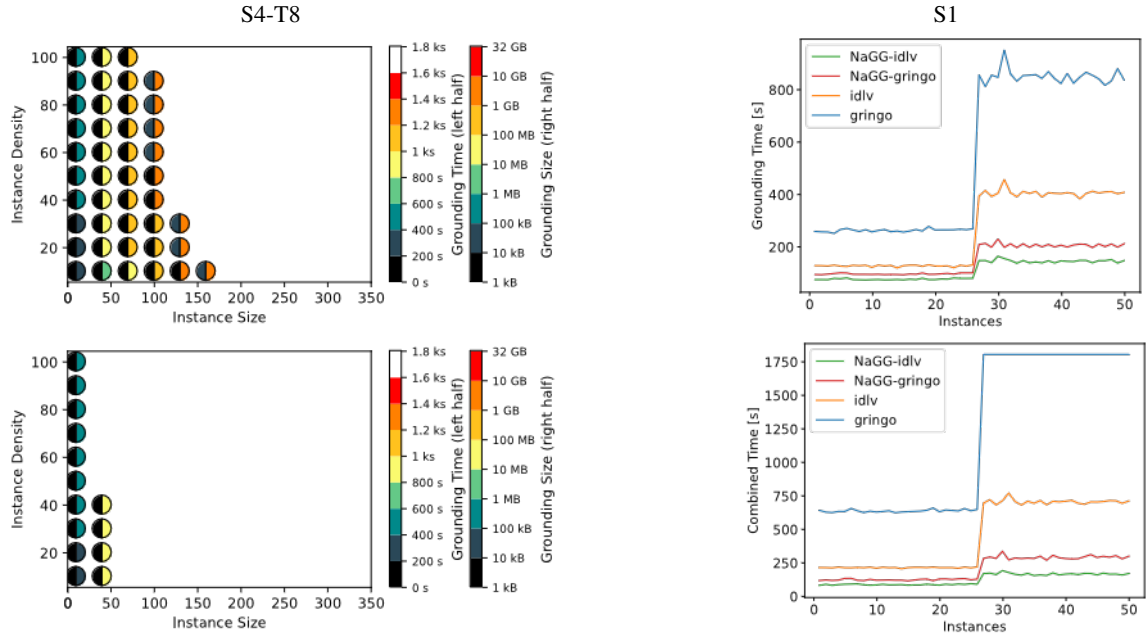 S4-T8
S1
100
80
60
40
20
Instance Density
0
50
100
150
200
250
300
350
Instance Size
1.8 ks
1.6 ks
1.4 ks
1.2 ks
1 ks
800 s
600 s
400 s
200 s
0 s
Grounding Time (left half)
32 GB
10 GB
1 GB
100 MB
10 MB
1 MB
100 kB
10 kB
1 kB
Grounding Size (right half)
NaGG-idlv
NaGG-gringo
idlv
gringo
800
600
400
200
Grounding Time [s]
0
10
20
30
40
50
Instances
100
80
60
40
20
Instance Density
0
50
100
150
200
250
300
350
Instance Size
1.8 ks
1.6 ks
1.4 ks
1.2 ks
1 ks
800 s
600 s
400 s
200 s
0 s
Grounding Time (left half)
32 GB
10 GB
1 GB
100 MB
10 MB
1 MB
100 kB
10 kB
1 kB
Grounding Size (right half)
NaGG-idlv
NaGG-gringo
idlv
gringo
1750
1500
1250
1000
750
500
250
0
Combined Time [s]
0
10
20
30
40
50
Instances